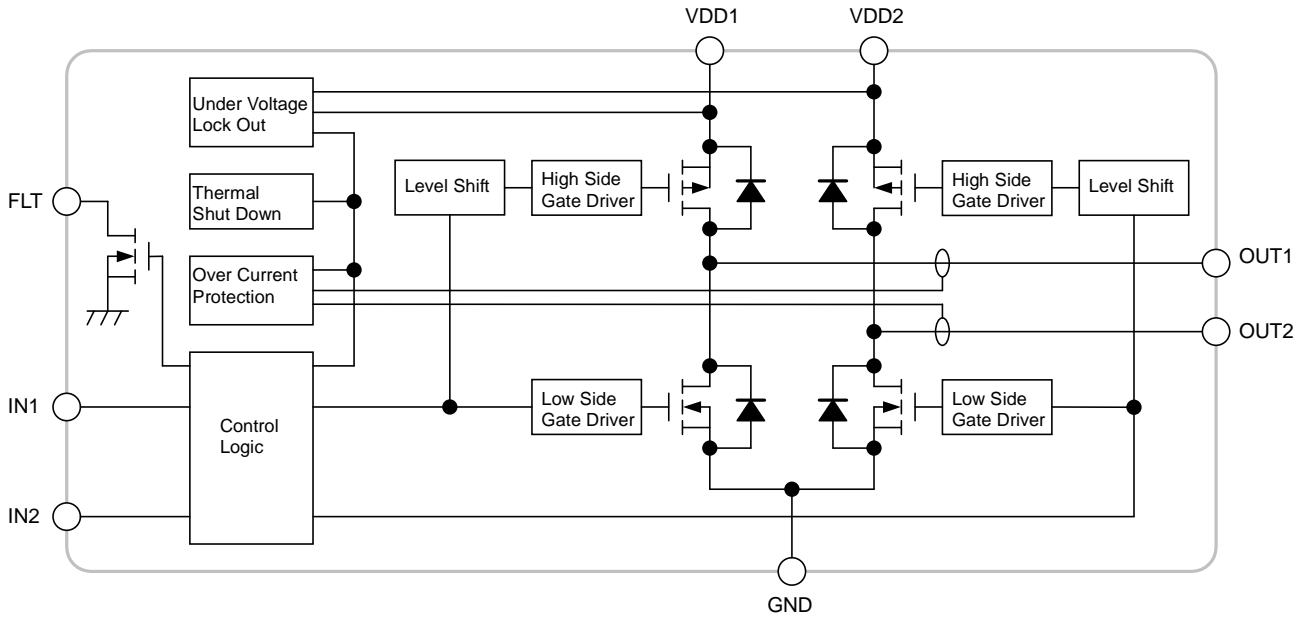 VDD1
VDD2
Under Voltage
Lock Out
Level Shift
High Side
Gate Driver
High Side
Gate Driver
Level Shift
FLT
Thermal
Shut Down
Over Current
Protection
OUT1
OUT2
IN1
Control
Logic
Low Side
Gate Driver
Low Side
Gate Driver
IN2
GND